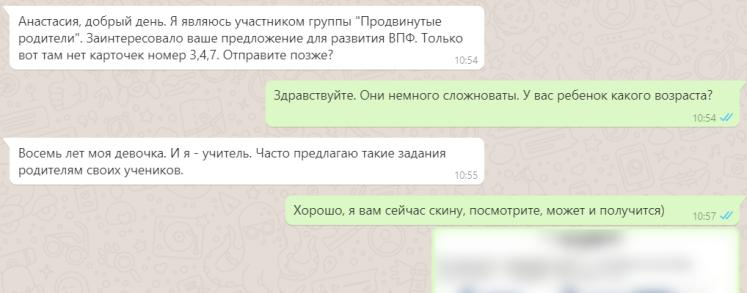 Анастасия, добрый день. Я являюсь участником группы "Продвинутые
родители". Заинтересовало ваше предложение для развития ВПФ. Только
вот там нет карточек номер 3,4,7. Отправите позже?
10:54
Здравствуйте. Они немного сложноваты. У вас ребенок какого возраста?
10:54
Восемь лет моя девочка. И я - учитель. Часто предлагаю такие задания
родителям своих учеников.
10:55
Хорошо, я вам сейчас скину, посмотрите, может и получится)
10:57